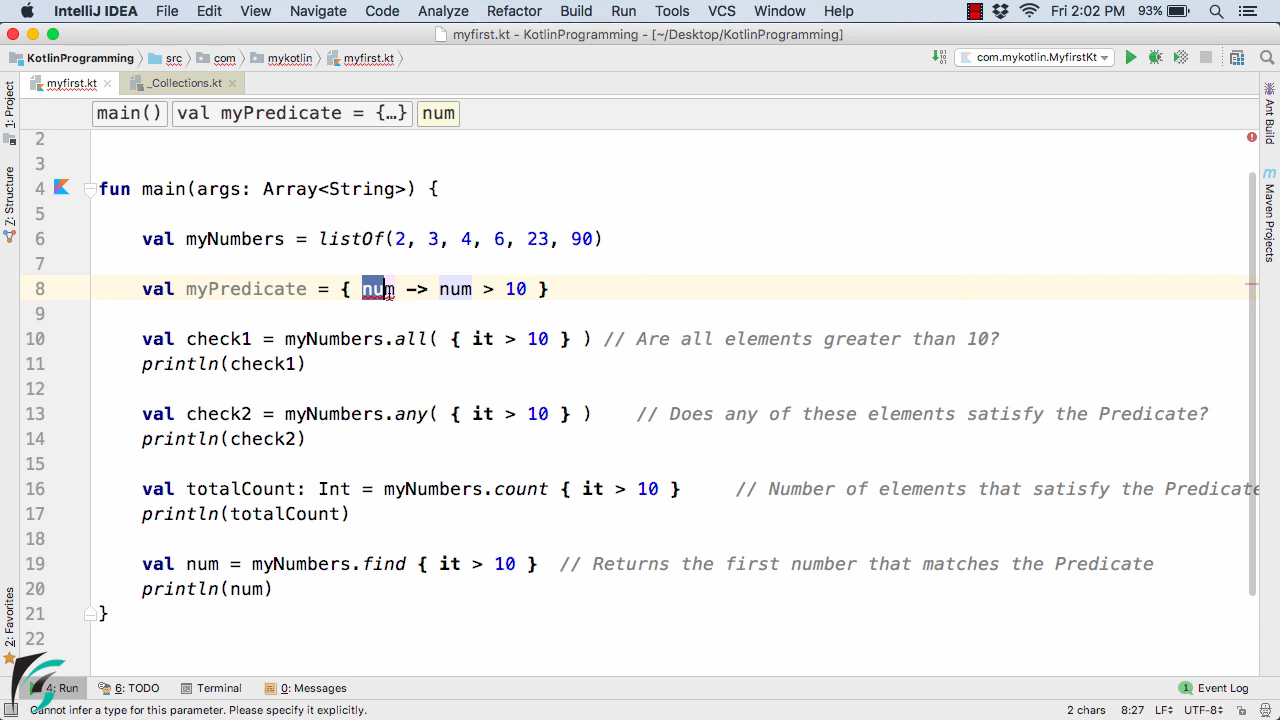 IntelliJ IDEA File Edit View Navigate Code Analyze Refactor Build Run Tools VCS Window Help Fri 2:02 PM 93%
myfirst.kt - KotlinProgramming - [~/Desktop/KotlinProgramming]
KotlinProgramming src com mykotlin myfirst.kt com.mykotlin.MyfirstKt
myfirst.kt _Collections.kt
main() val myPredicate = {…} num
1: Project
7: Structure
2: Favorites
Ant Build
Maven Projects
2
3
4 fun main(args: Array<String>) {
5
6 val myNumbers = listOf(2, 3, 4, 6, 23, 90)
7
8 val myPredicate = { num -> num > 10 }
9
10 val check1 = myNumbers.all( { it > 10 } ) // Are all elements greater than 10?
11 println(check1)
12
13 val check2 = myNumbers.any( { it > 10 } ) // Does any of these elements satisfy the Predicate?
14 println(check2)
15
16 val totalCount: Int = myNumbers.count { it > 10 } // Number of elements that satisfy the Predicate
17 println(totalCount)
18
19 val num = myNumbers.find { it > 10 } // Returns the first number that matches the Predicate
20 println(num)
21 }
22
4: Run 6: TODO Terminal 0: Messages 1 Event Log
Cannot infer a type for this parameter. Please specify it explicitly. 2 chars 8:27 LF÷ UTF-8÷